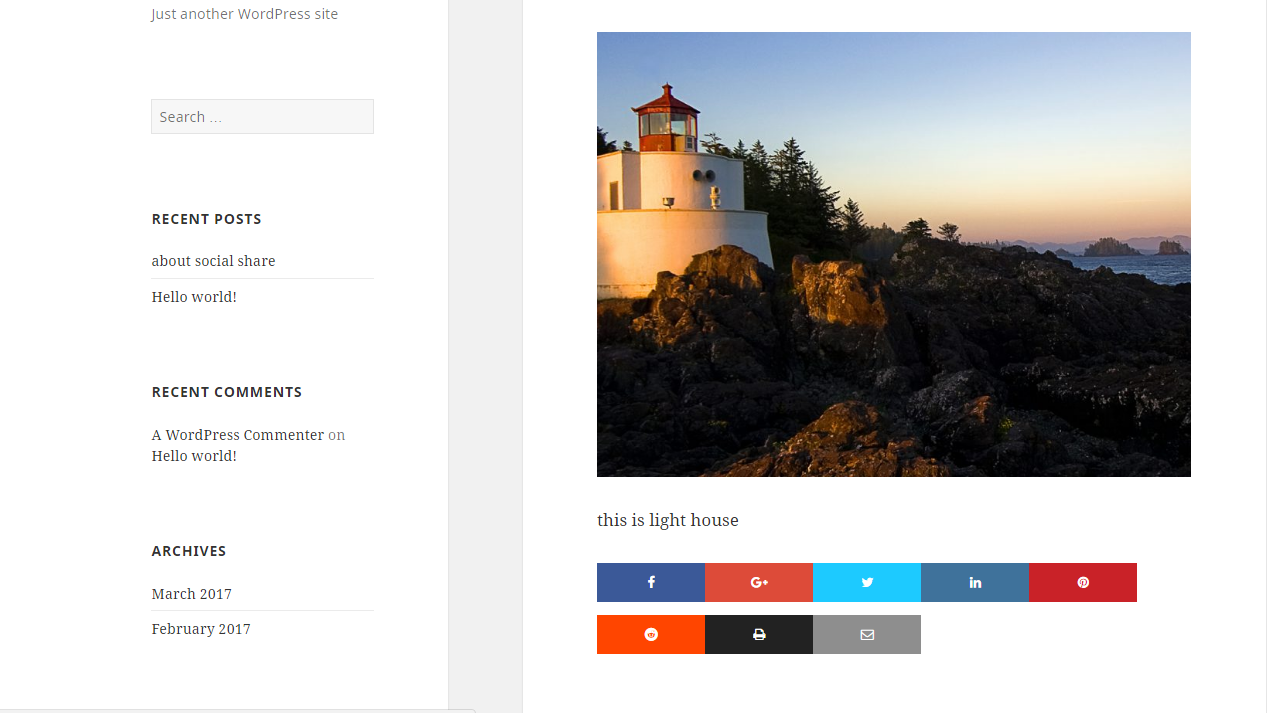 Just another WordPress site
Search …
RECENT POSTS
about social share
Hello world!
RECENT COMMENTS
A WordPress Commenter on
Hello world!
ARCHIVES
March 2017
February 2017
this is light house